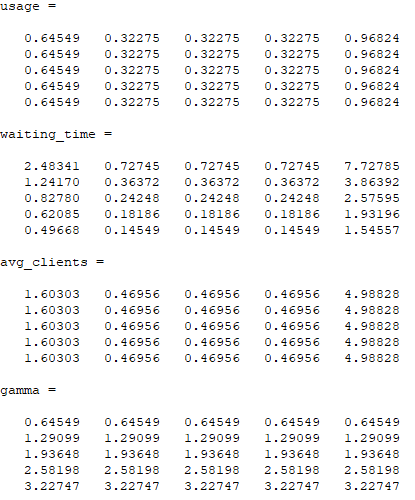 usage =
0.64549 0.32275 0.32275 0.32275 0.96824
0.64549 0.32275 0.32275 0.32275 0.96824
0.64549 0.32275 0.32275 0.32275 0.96824
0.64549 0.32275 0.32275 0.32275 0.96824
0.64549 0.32275 0.32275 0.32275 0.96824
waiting_time =
2.48341 0.72745 0.72745 0.72745 7.72785
1.24170 0.36372 0.36372 0.36372 3.86392
0.82780 0.24248 0.24248 0.24248 2.57595
0.62085 0.18186 0.18186 0.18186 1.93196
0.49668 0.14549 0.14549 0.14549 1.54557
avg_clients =
1.60303 0.46956 0.46956 0.46956 4.98828
1.60303 0.46956 0.46956 0.46956 4.98828
1.60303 0.46956 0.46956 0.46956 4.98828
1.60303 0.46956 0.46956 0.46956 4.98828
1.60303 0.46956 0.46956 0.46956 4.98828
gamma =
0.64549 0.64549 0.64549 0.64549 0.64549
1.29099 1.29099 1.29099 1.29099 1.29099
1.93648 1.93648 1.93648 1.93648 1.93648
2.58198 2.58198 2.58198 2.58198 2.58198
3.22747 3.22747 3.22747 3.22747 3.22747